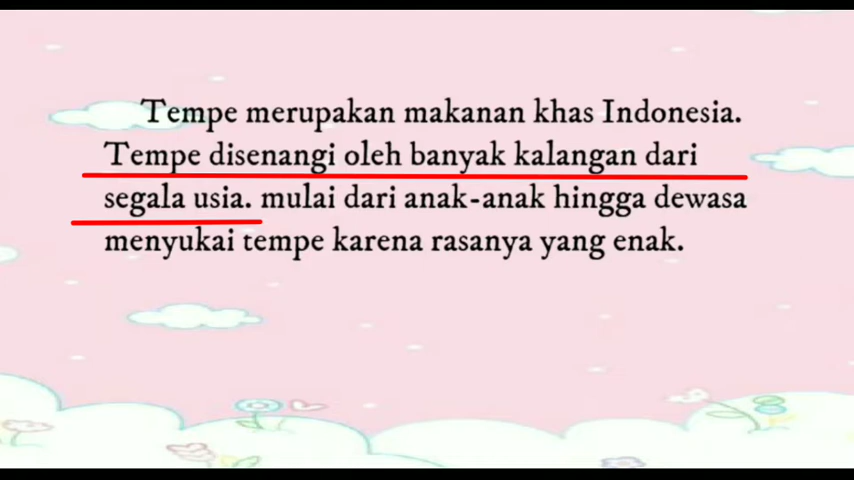 Tempe merupakan makanan khas Indonesia.
Tempe disenangi oleh banyak kalangan dari
segala usia. mulai dari anak-anak hingga dewasa
menyukai tempe karena rasanya yang enak.